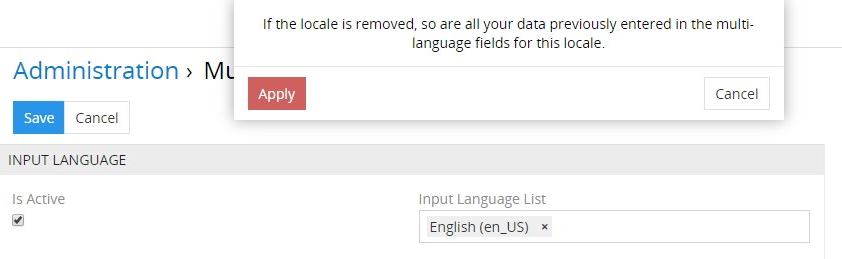 If the locale is removed, so are all your data previously entered in the multi-
language fields for this locale.
Apply
Cancel
Administration › Mu
Save
Cancel
INPUT LANGUAGE
Is Active
Input Language List
English (en_US) ×